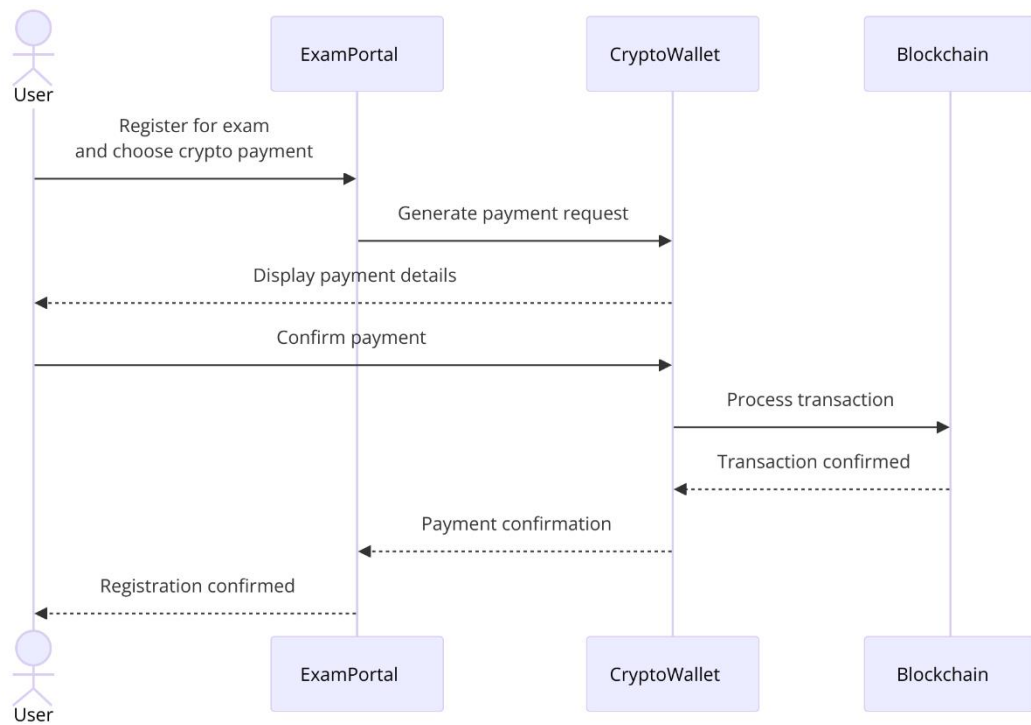 User
ExamPortal
CryptoWallet
Blockchain
Register for exam
and choose crypto payment
Generate payment request
Display payment details
Confirm payment
Process transaction
Transaction confirmed
Payment confirmation
Registration confirmed
User
ExamPortal
CryptoWallet
Blockchain